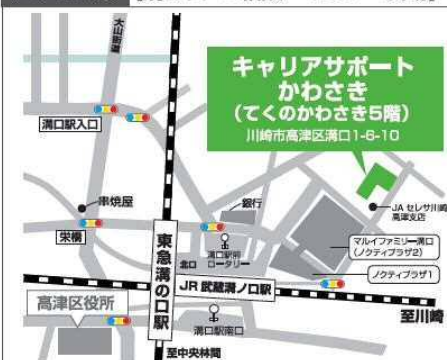 大山街道
キャリアサポート
かわさき
(てくのかわさき5階)
川崎市高津区溝口1-6-10
溝口駅入口
串焼屋
銀行
JA セレサ川崎
高津支店
栄橋
溝口駅前
ロータリー
マルイファミリー溝口
(ノクティプラザ2)
北口
東急溝の口駅
ノクティプラザ1
JR 武蔵溝ノ口駅
至川崎
高津区役所
溝口駅南口
至中央林間